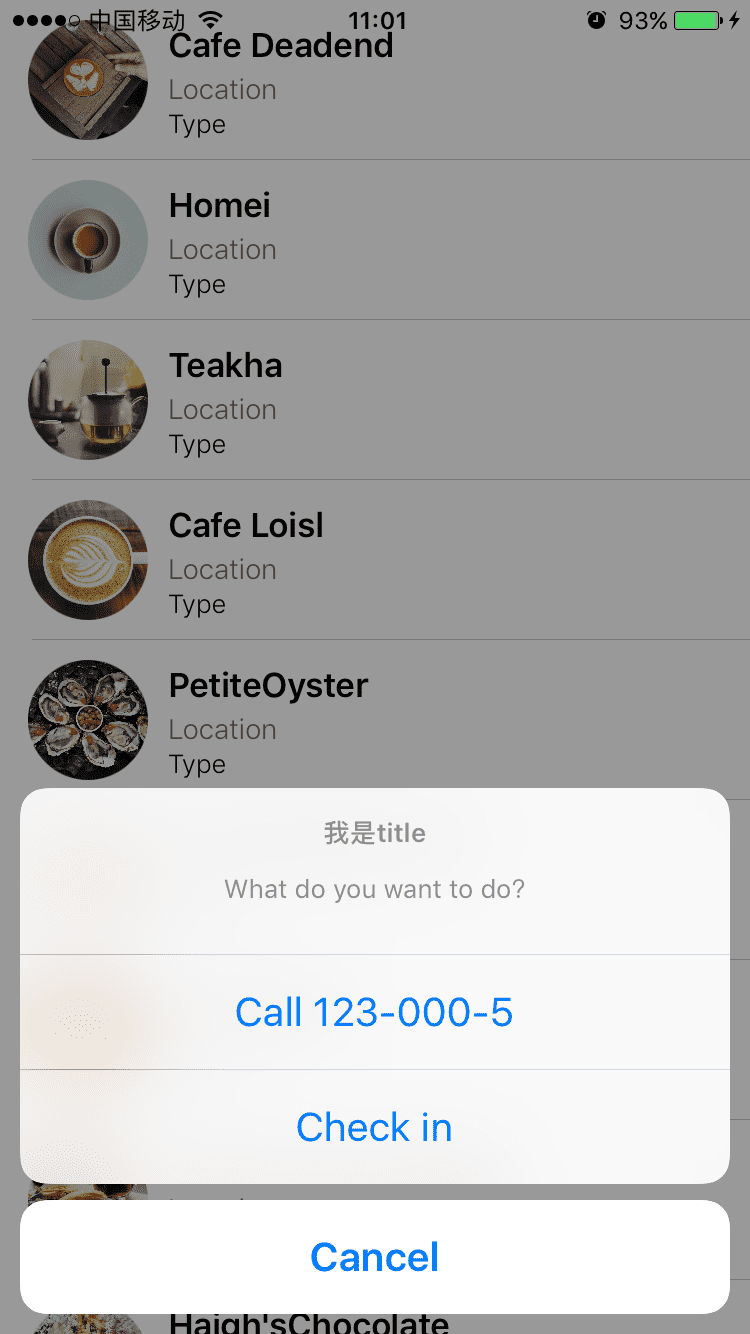 中国移动 11:01 93%
Cafe Deadend
Location
Type
Homei
Location
Type
Teakha
Location
Type
Cafe Loisl
Location
Type
PetiteOyster
Location
Type
我是title
What do you want to do?
Call 123-000-5
Check in
Cancel
Haigh'sChocolate